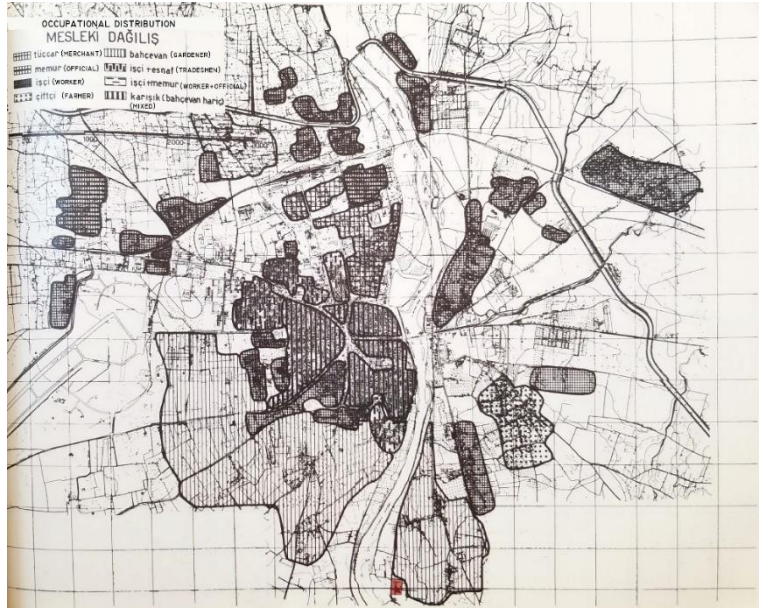 OCCUPATIONAL DISTRIBUTION
MESLEKİ DAĞILIŞ
tüccar (MERCHANT)
memur (OFFICIAL)
işçi (WORKER)
çiftçi (FARMER)
bahçevan (GARDENER)
işçi+esnaf (TRADESMEN)
işçi+memur (WORKER+OFFICIAL)
karışık (bahçevan hariç)
(MIXED)
1000
2000